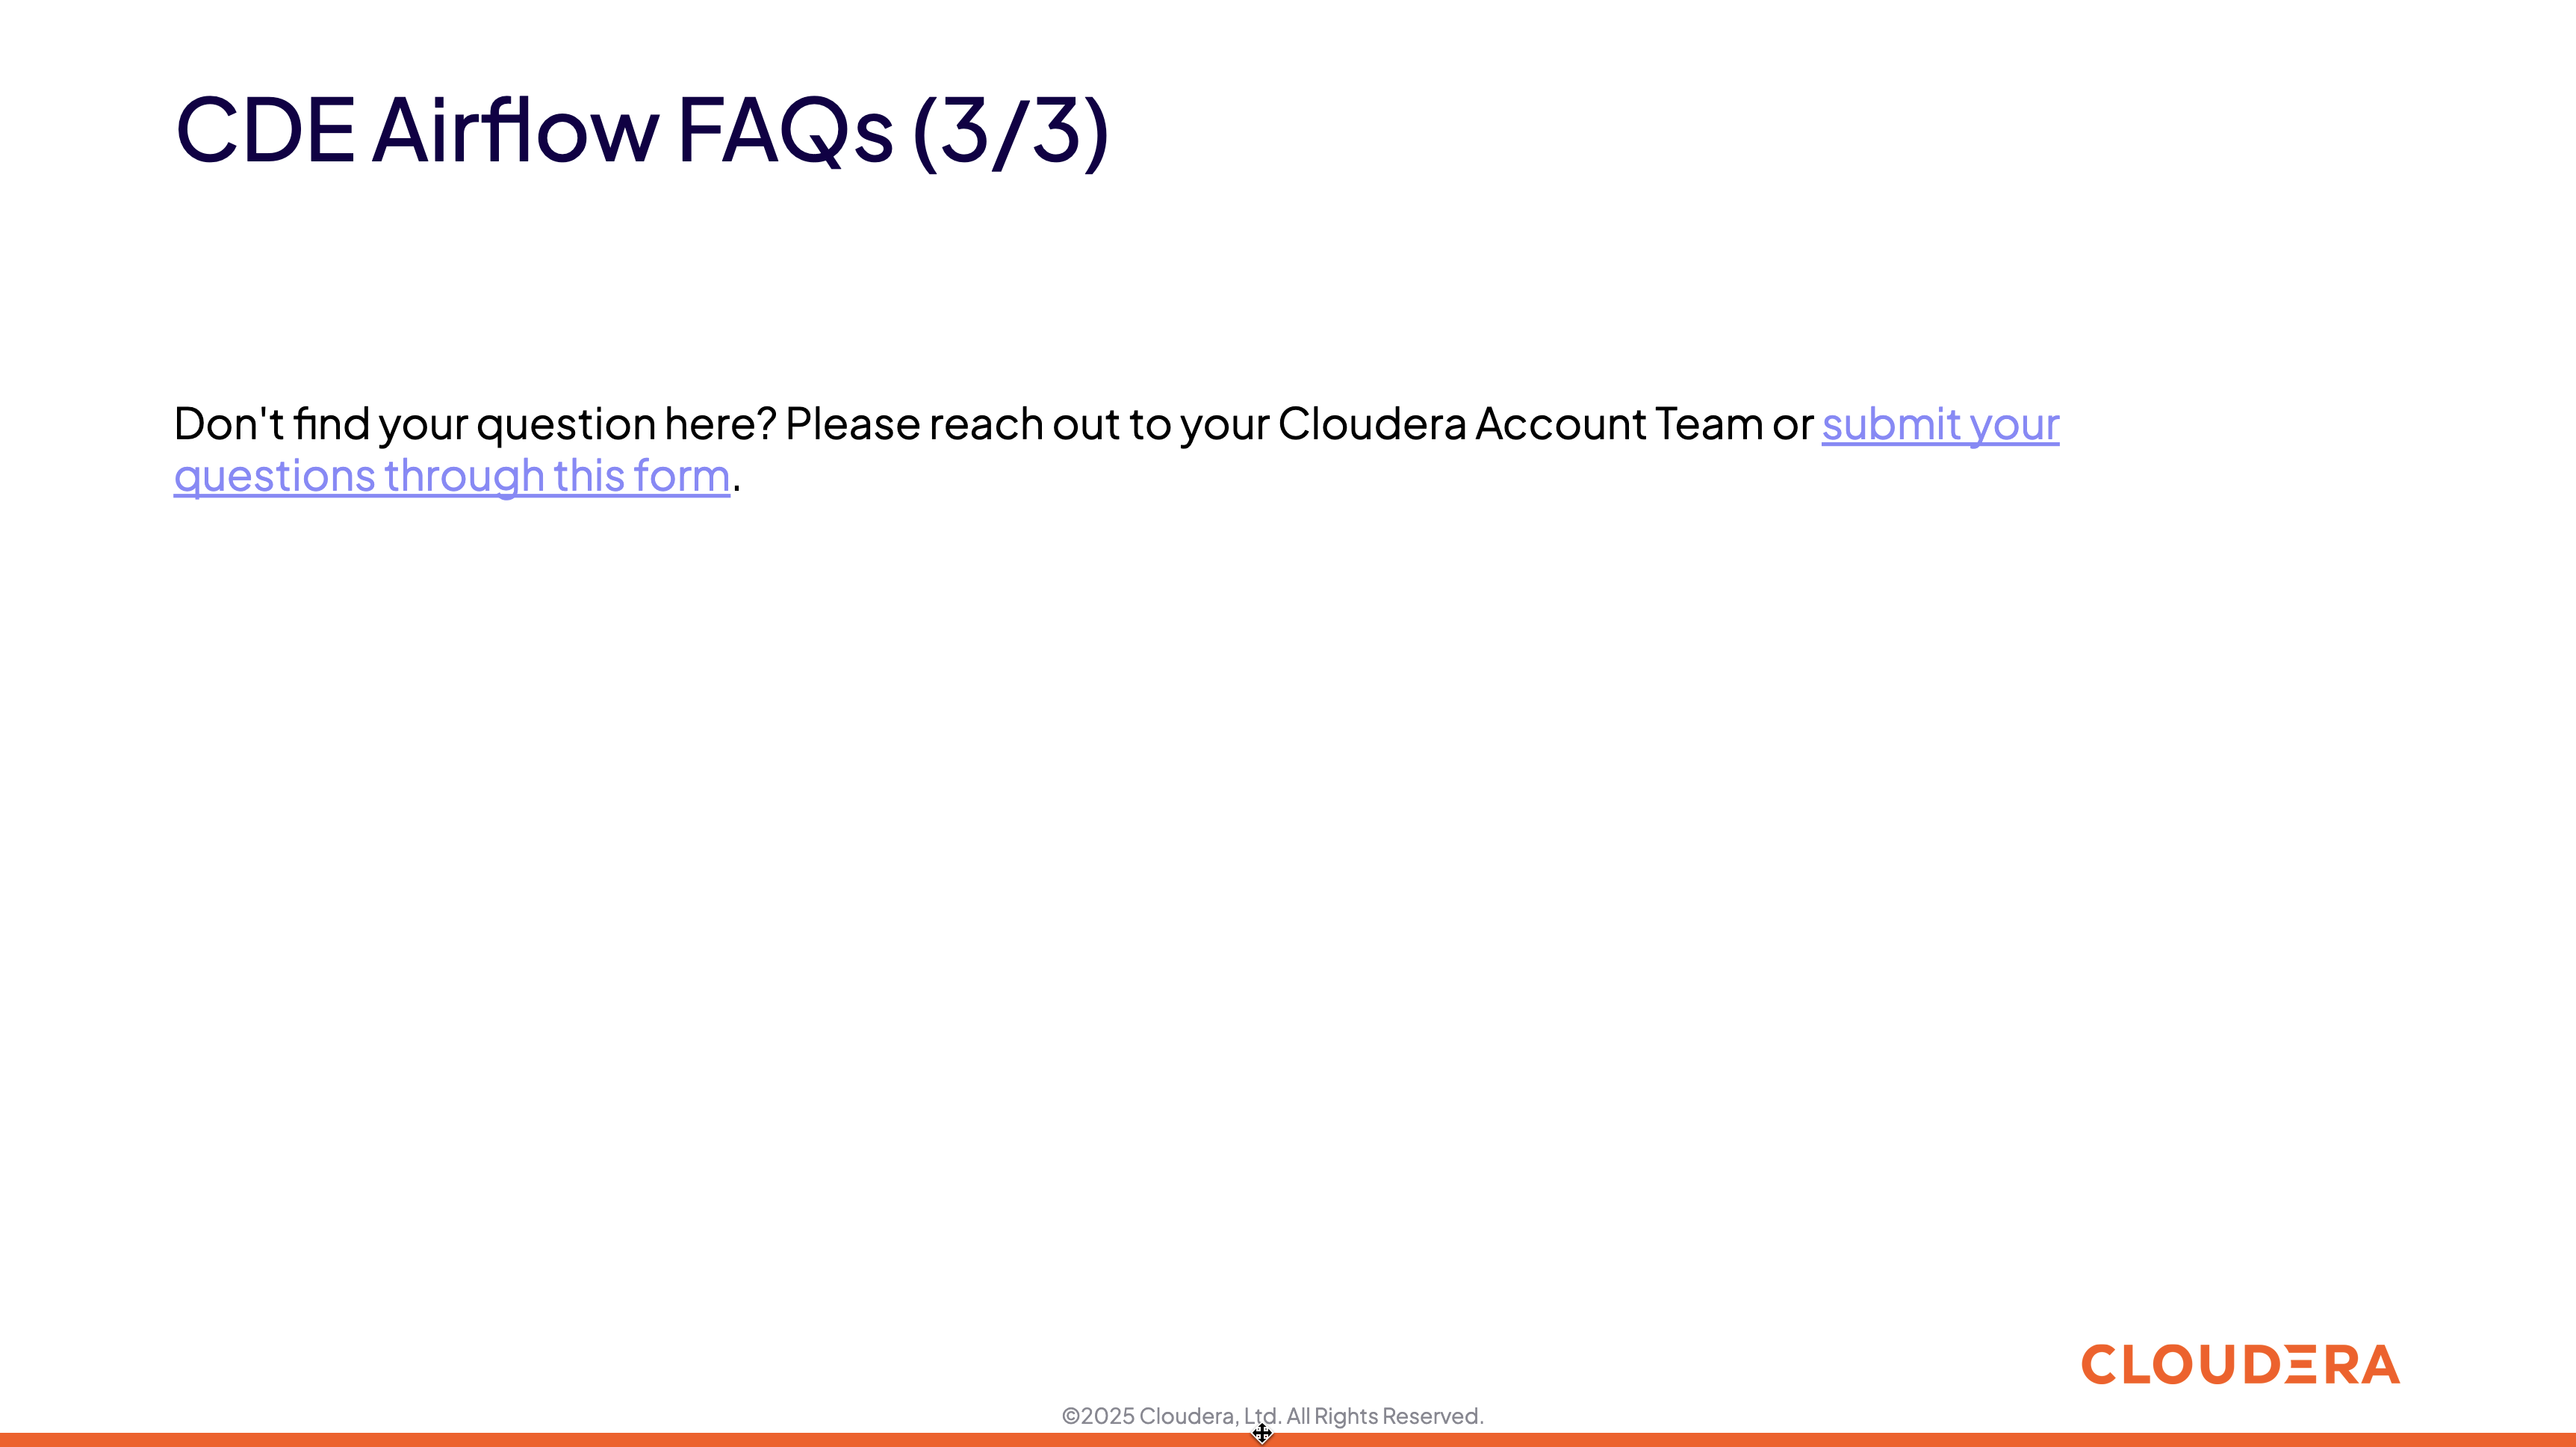 CDE Airflow FAQs (3/3)
Don't find your question here? Please reach out to your Cloudera Account Team or submit your
questions through this form.
CLOUDERA
©2025 Cloudera, Ltd. All Rights Reserved.